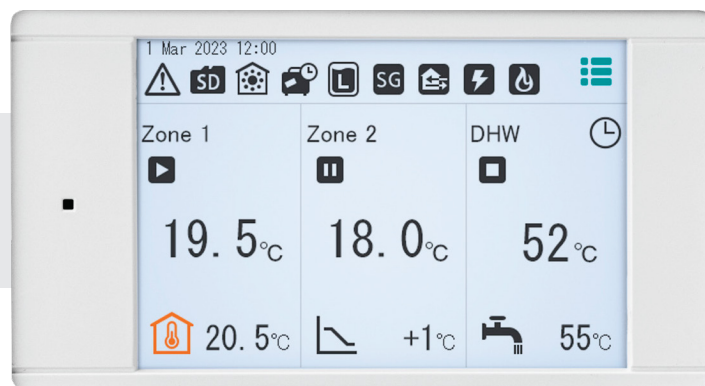 1 Mar 2023 12:00
SD L SG
Zone 1 Zone 2 DHW
19.5℃ 18.0℃ 52℃
20.5℃ +1℃ 55℃